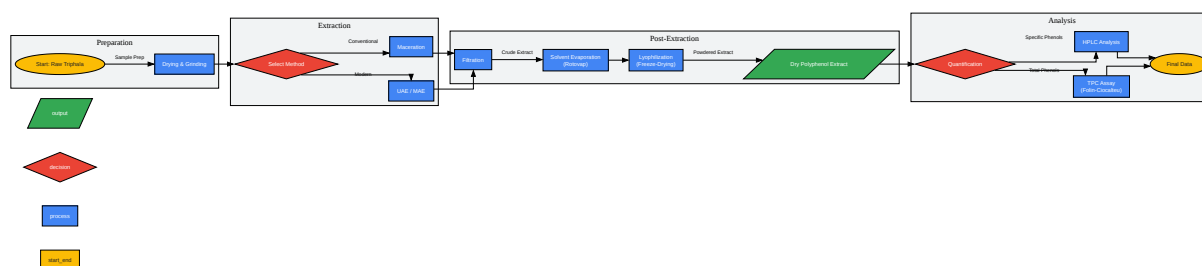 Preparation
Start: Raw Triphala
Sample Prep
Drying & Grinding
Extraction
Select Method
Conventional
Modern
Maceration
UAE / MAE
Post-Extraction
Filtration
Crude Extract
Solvent Evaporation
(Rotovap)
Lyophilization
(Freeze-Drying)
Powdered Extract
Dry Polyphenol Extract
Analysis
Quantification
Specific Phenols
Total Phenols
HPLC Analysis
TPC Assay
(Folin-Ciocalteu)
Final Data
output
decision
process
start_end